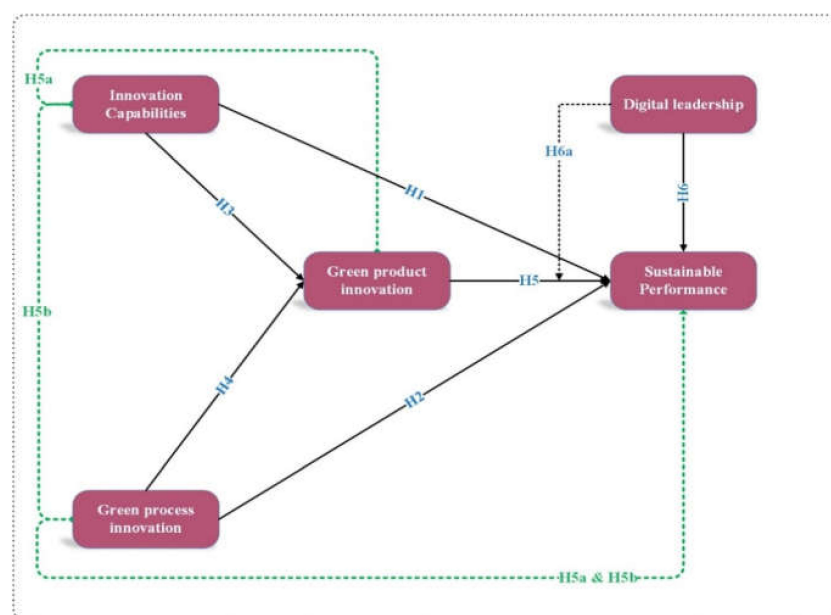 H5a
Innovation
Capabilities
Digital leadership
H6a
H1
H6
H3
Green product
innovation
H5
Sustainable
Performance
H5b
H4
H2
Green process
innovation
H5a & H5b